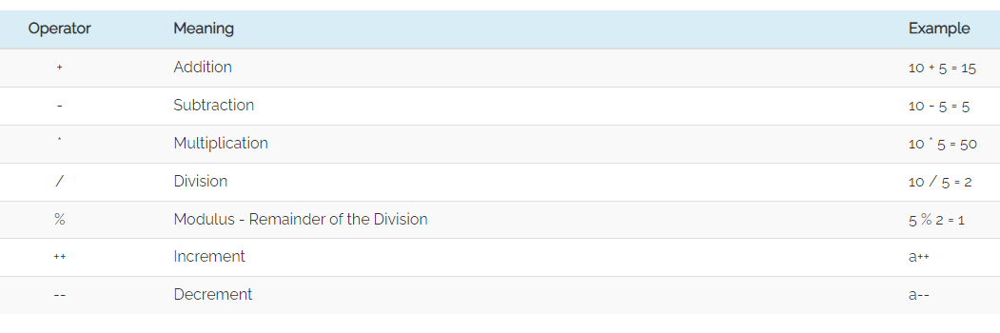 Operator Meaning Example
+ Addition 10 + 5 = 15
- Subtraction 10 - 5 = 5
* Multiplication 10 * 5 = 50
/ Division 10 / 5 = 2
% Modulus - Remainder of the Division 5 % 2 = 1
++ Increment a++
-- Decrement a--